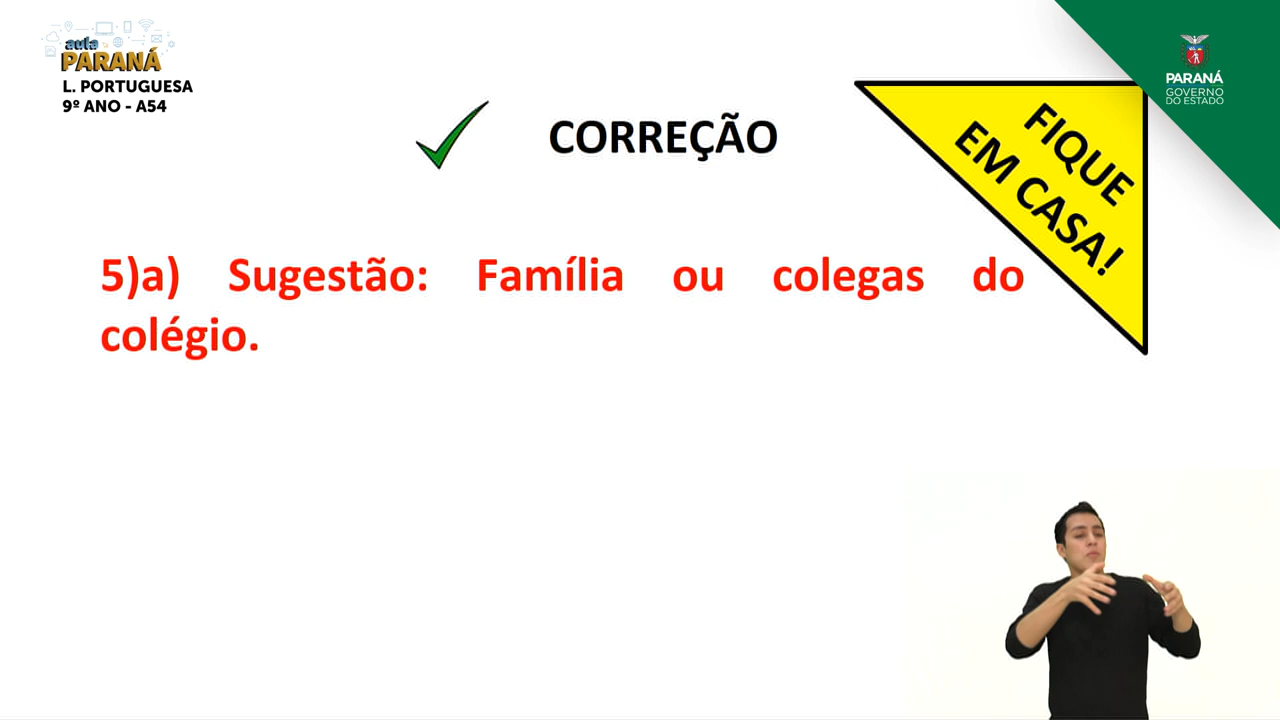 aula
PARANÁ
L. PORTUGUESA
9º ANO - A54
CORREÇÃO
FIQUE
EM CASA!
PARANÁ
GOVERNO
DO ESTADO
5)a) Sugestão: Família ou colegas do
colégio.